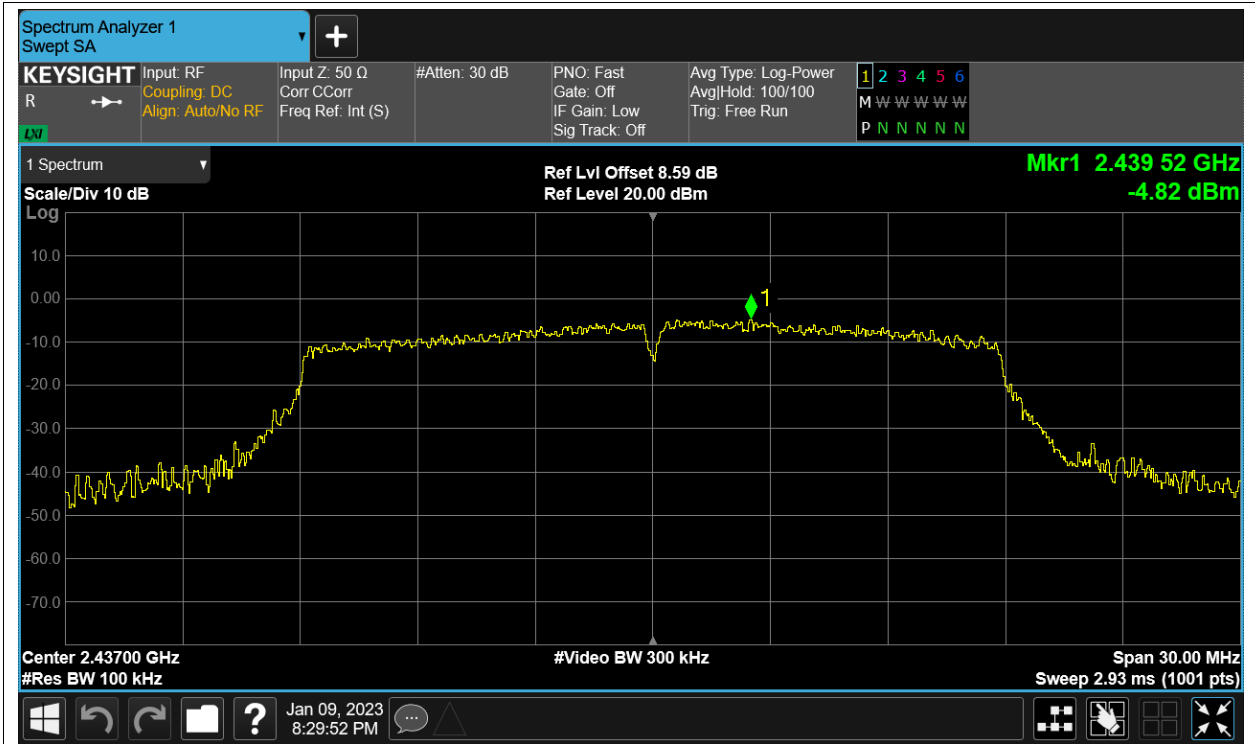 Spectrum Analyzer 1
Swept SA
KEYSIGHT
R
LXI
Input: RF
Coupling: DC
Align: Auto/No RF
Input Z: 50 Ω
Corr CCorr
Freq Ref: Int (S)
#Atten: 30 dB
PNO: Fast
Gate: Off
IF Gain: Low
Sig Track: Off
Avg Type: Log-Power
Avg|Hold: 100/100
Trig: Free Run
1 2 3 4 5 6
M W W W W W
P N N N N N
1 Spectrum
Scale/Div 10 dB
Log
Ref Lvl Offset 8.59 dB
Ref Level 20.00 dBm
Mkr1 2.439 52 GHz
-4.82 dBm
10.0
0.00
1
-10.0
-20.0
-30.0
-40.0
-50.0
-60.0
-70.0
Center 2.43700 GHz
#Res BW 100 kHz
#Video BW 300 kHz
Span 30.00 MHz
Sweep 2.93 ms (1001 pts)
?
Jan 09, 2023
8:29:52 PM